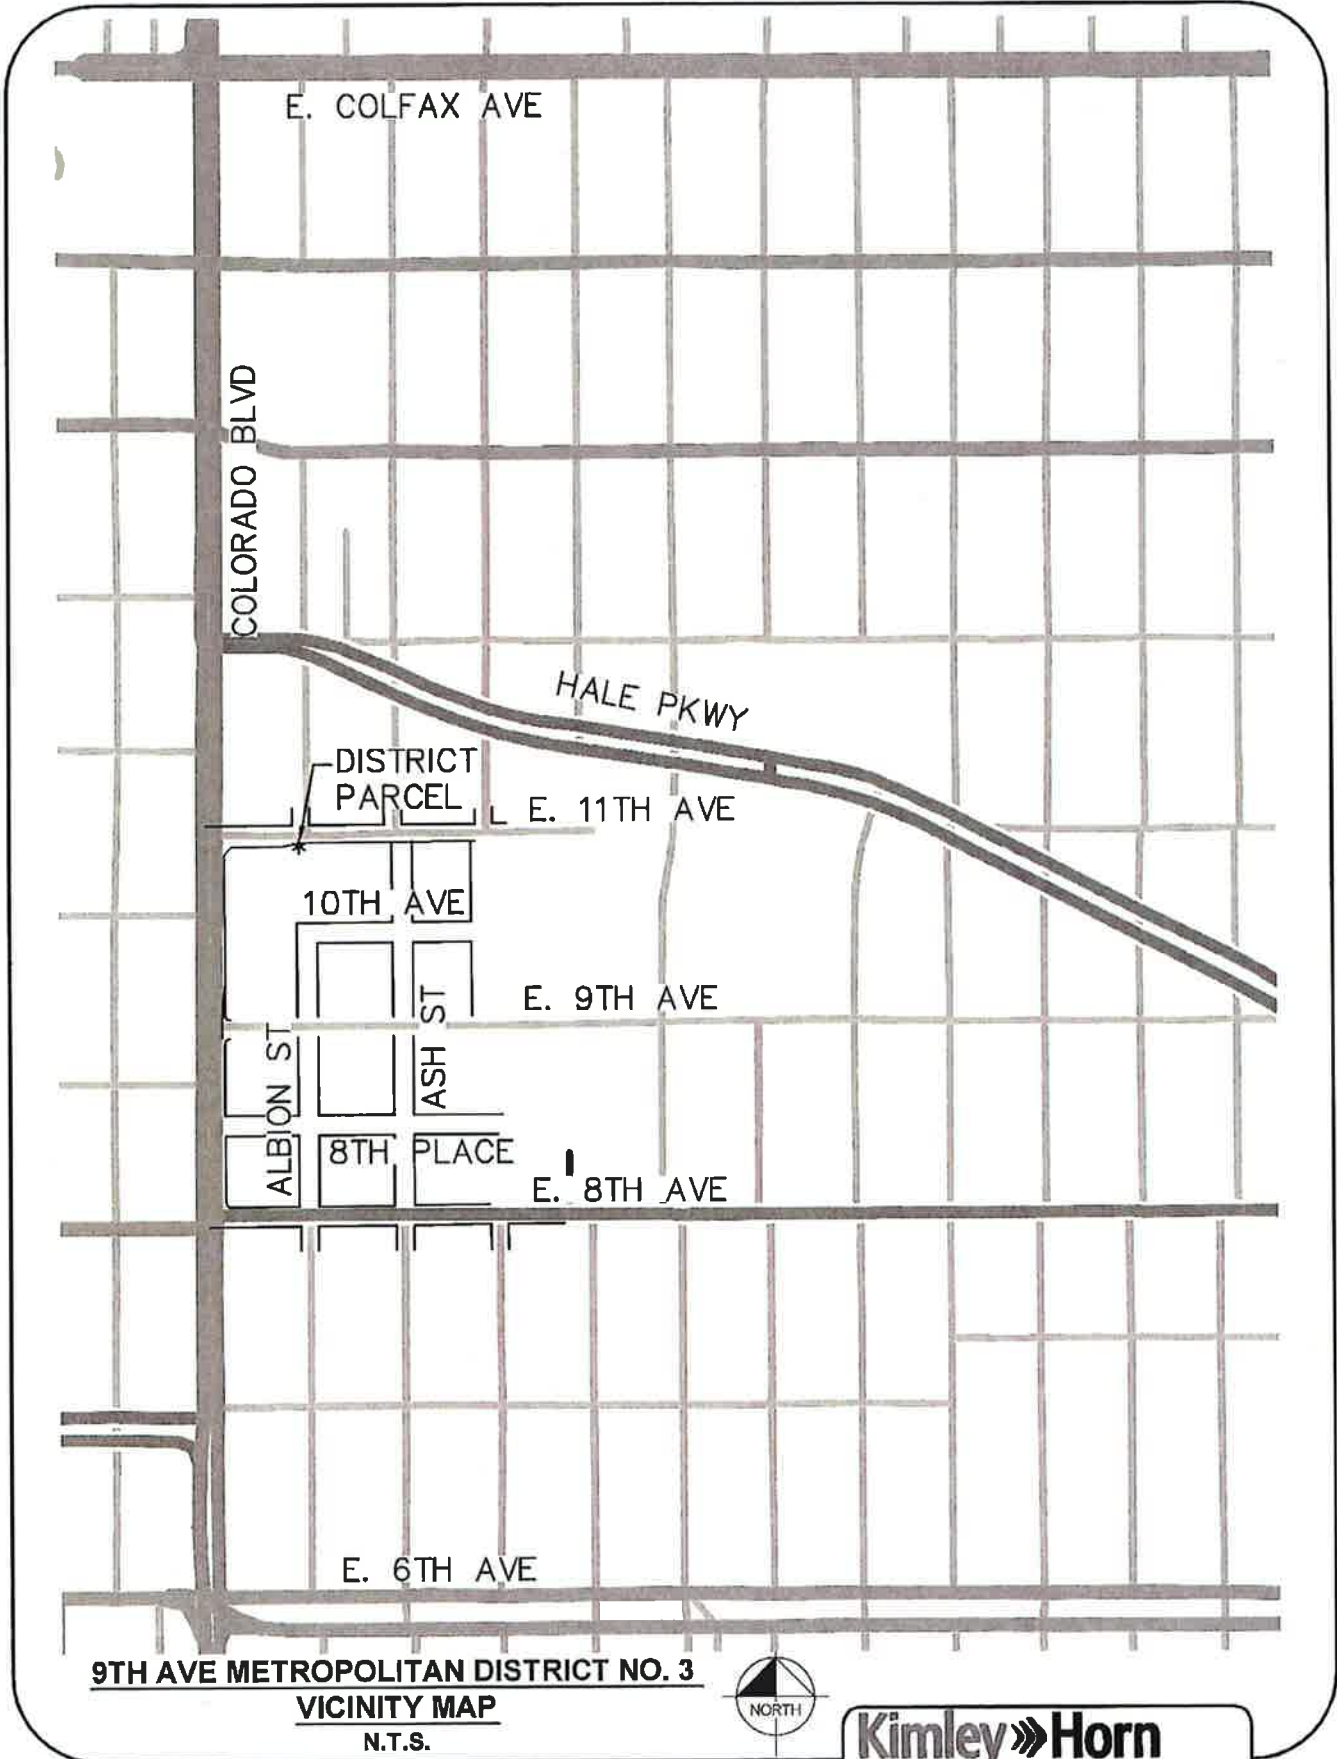 E. COLFAX AVE
COLORADO BLVD
HALE PKWY
DISTRICT
PARCEL
E. 11TH AVE
10TH AVE
E. 9TH AVE
ALBION ST
ASH ST
8TH PLACE
E. 8TH AVE
E. 6TH AVE
9TH AVE METROPOLITAN DISTRICT NO. 3
VICINITY MAP
N.T.S.
NORTH
Kimley»Horn